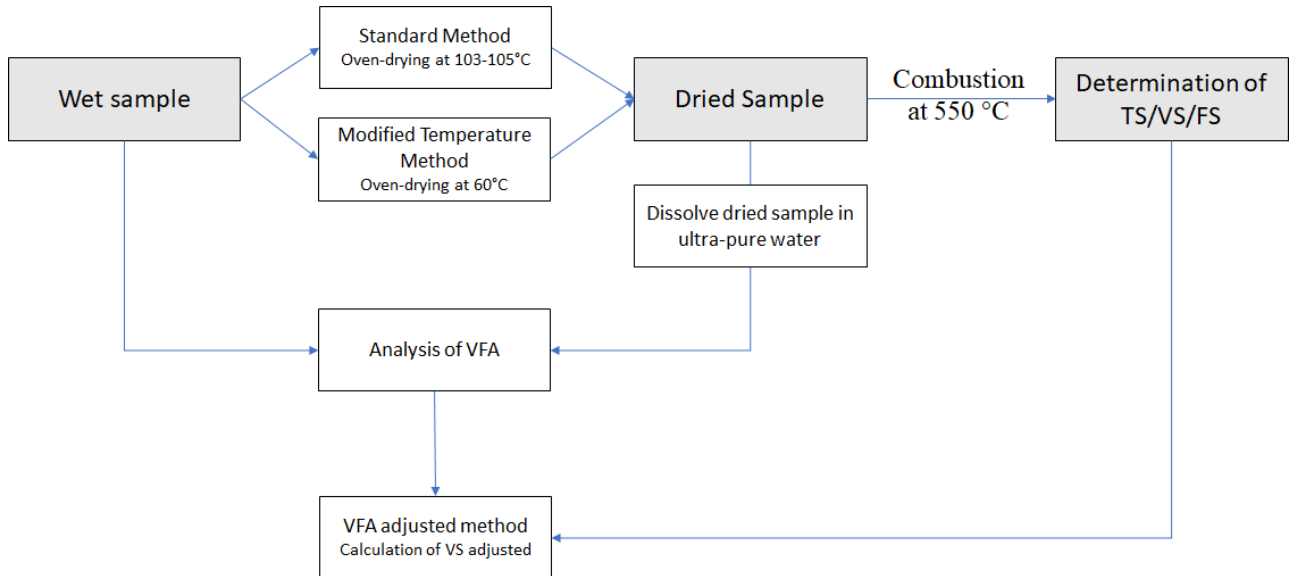 Standard Method
Oven-drying at 103-105°C
Wet sample
Modified Temperature
Method
Oven-drying at 60°C
Dried Sample
Combustion
at 550 °C
Determination of
TS/VS/FS
Dissolve dried sample in
ultra-pure water
Analysis of VFA
VFA adjusted method
Calculation of VS adjusted